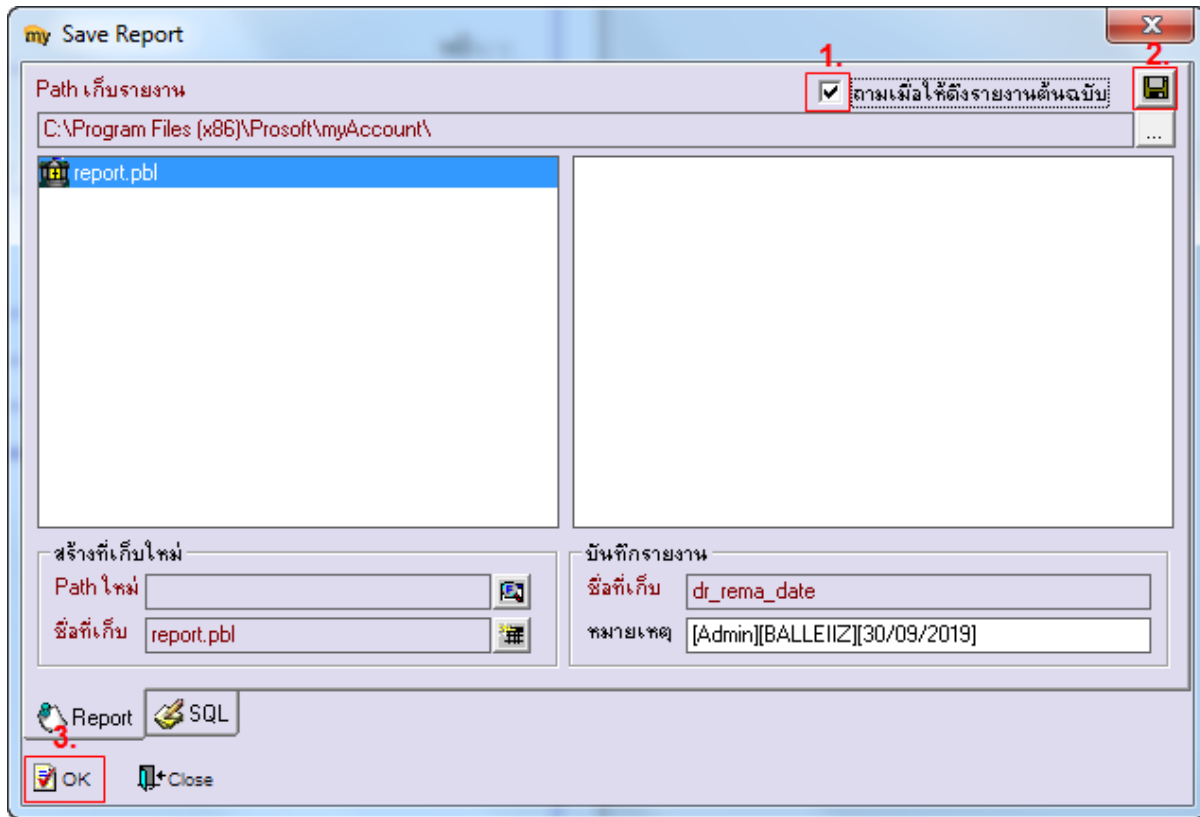 my Save Report
1.
2.
Path เก็บรายงาน
ถามเมื่อให้ดึงรายงานต้นฉบับ
C:\Program Files (x86)\Prosoft\myAccount\
...
report.pbl
สร้างที่เก็บใหม่
Path ใหม่
ชื่อที่เก็บ report.pbl
บันทึกรายงาน
ชื่อที่เก็บ dr_rema_date
หมายเหตุ [Admin][BALLEIIZ][30/09/2019]
Report SQL
3.
OK Close